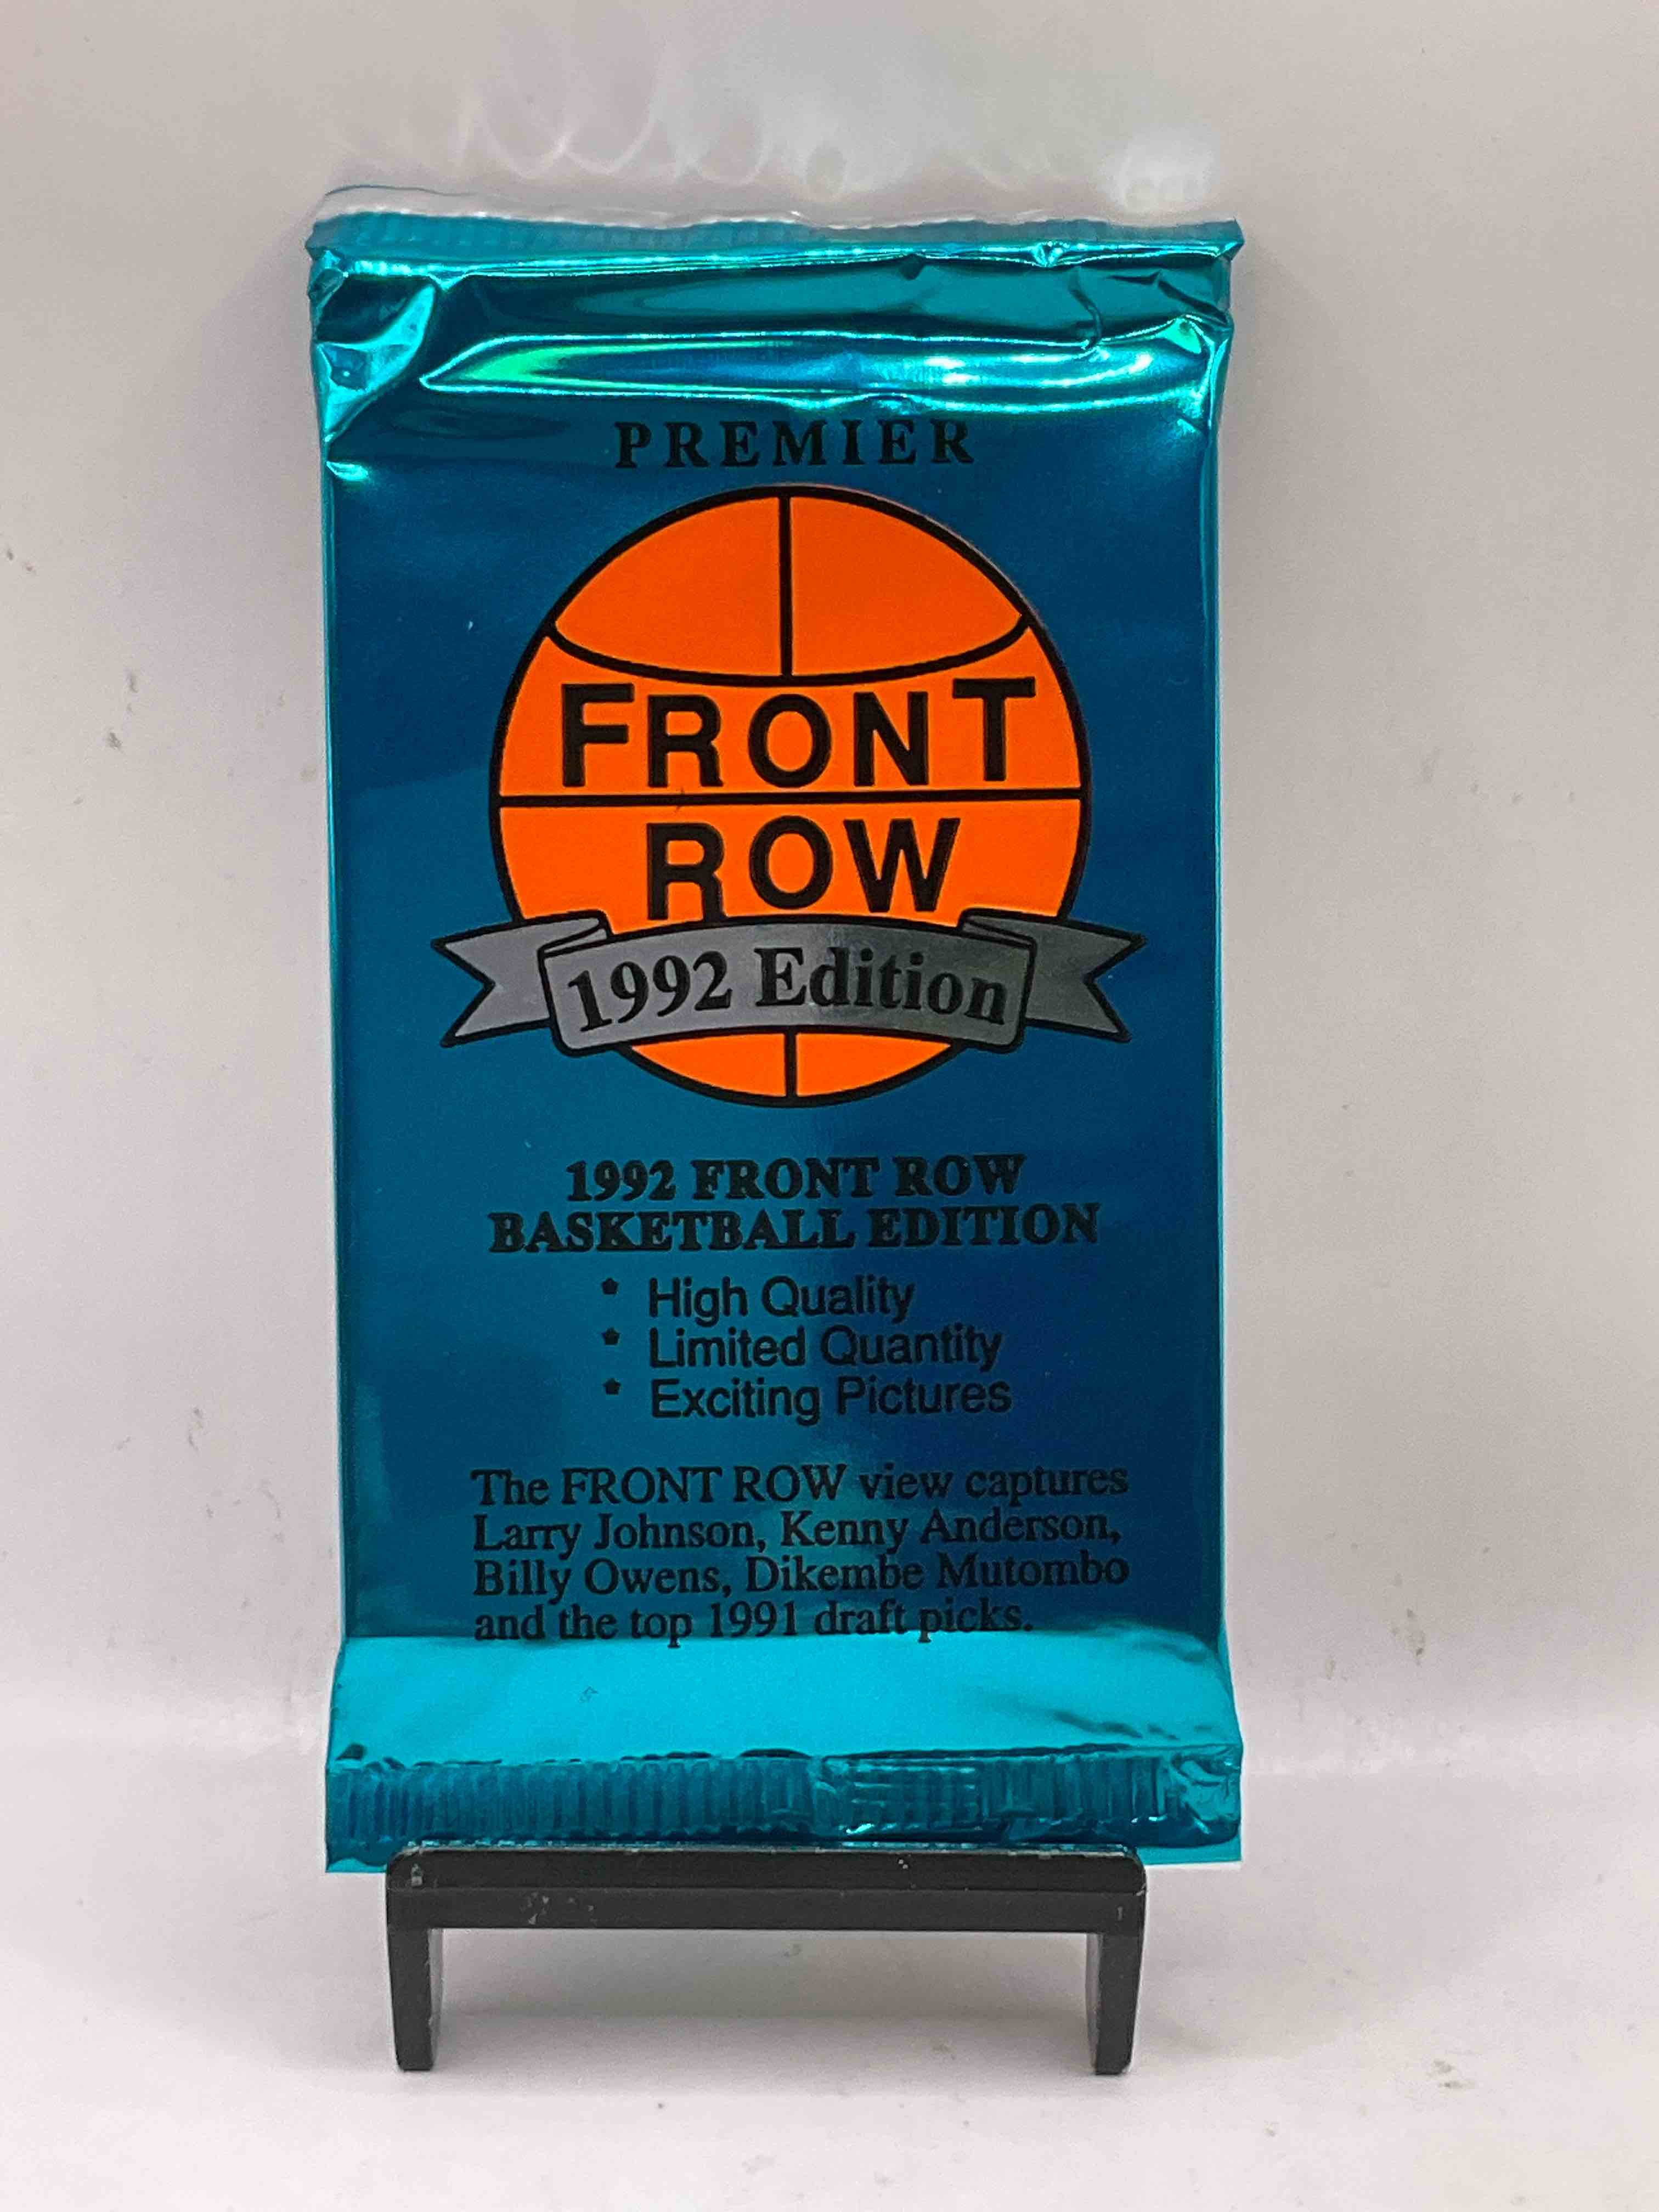 PREMIER
FRONT
ROW
1992 Edition
1992 FRONT ROW
BASKETBALL EDITION
* High Quality
* Limited Quantity
* Exciting Pictures
The FRONT ROW view captures
Larry Johnson, Kenny Anderson,
Billy Owens, Dikembe Mutombo
and the top 1991 draft picks.